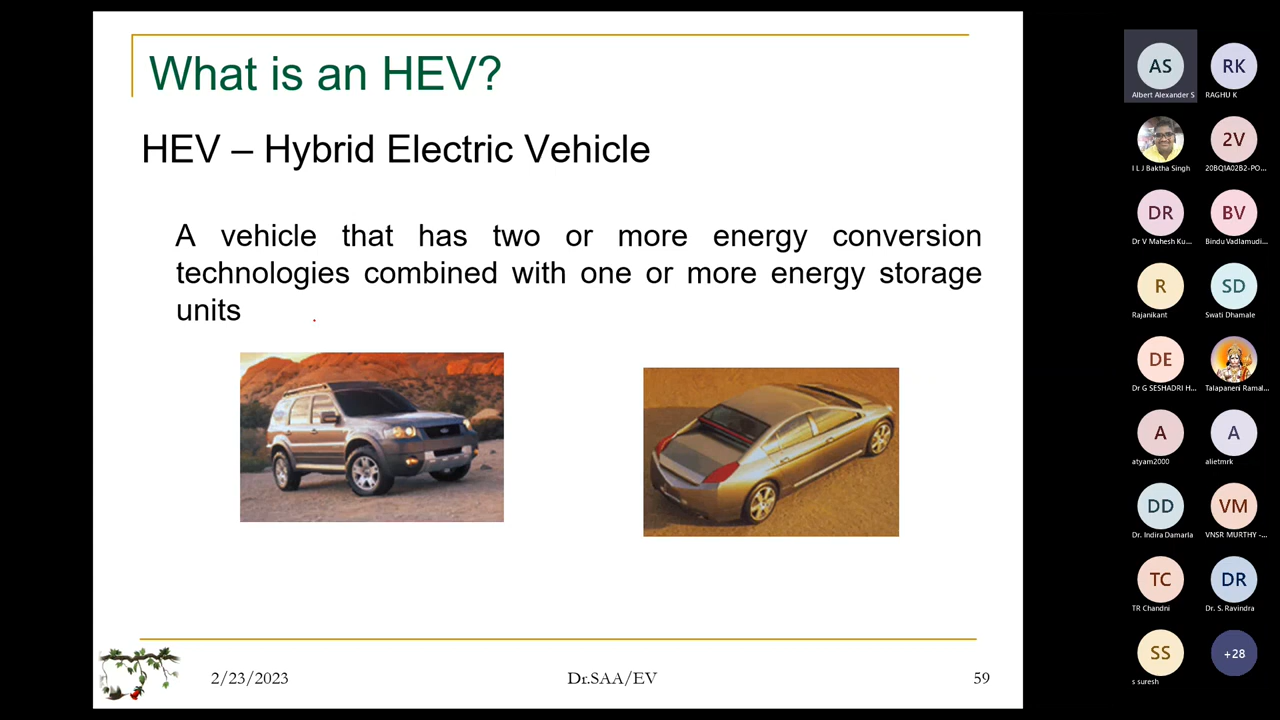 What is an HEV?
HEV – Hybrid Electric Vehicle
A vehicle that has two or more energy conversion
technologies combined with one or more energy storage
units
2/23/2023
Dr.SAA/EV
59
AS
Albert Alexander S
RK
RAGHU K
I L J Baktha Singh
2V
20BQ1A02B2-PO...
DR
Dr V Mahesh Ku...
BV
Bindu Vadlamudi...
R
Rajanikant
SD
Swati Dhamale
DE
Dr G SESHADRI H...
Talapaneni Ramal...
A
atyam2000
A
alietmrk
DD
Dr. Indira Damarla
VM
VNSR MURTHY -...
TC
TR Chandni
DR
Dr. S. Ravindra
SS
s suresh
+28